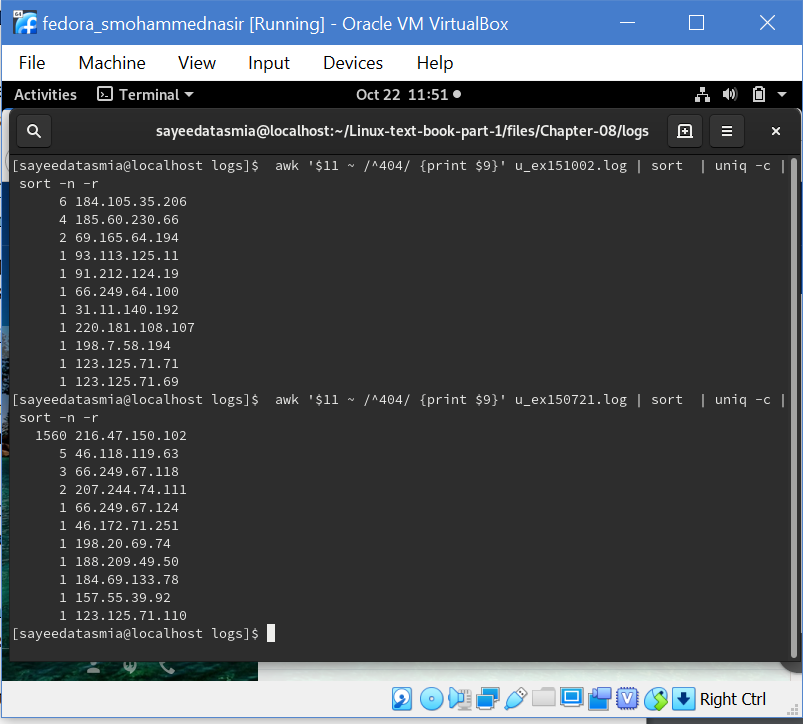 64
fedora_smohammednasir [Running] - Oracle VM VirtualBox
File Machine View Input Devices Help
Activities Terminal Oct 22 11:51
sayeedatasmia@localhost:~/Linux-text-book-part-1/files/Chapter-08/logs
[sayeedatasmia@localhost logs]$  awk '$11 ~ /^404/ {print $9}' u_ex151002.log | sort  | uniq -c |
 sort -n -r
      6 184.105.35.206
      4 185.60.230.66
      2 69.165.64.194
      1 93.113.125.11
      1 91.212.124.19
      1 66.249.64.100
      1 31.11.140.192
      1 220.181.108.107
      1 198.7.58.194
      1 123.125.71.71
      1 123.125.71.69
[sayeedatasmia@localhost logs]$  awk '$11 ~ /^404/ {print $9}' u_ex150721.log | sort  | uniq -c |
 sort -n -r
   1560 216.47.150.102
      5 46.118.119.63
      3 66.249.67.118
      2 207.244.74.111
      1 66.249.67.124
      1 46.172.71.251
      1 198.20.69.74
      1 188.209.49.50
      1 184.69.133.78
      1 157.55.39.92
      1 123.125.71.110
[sayeedatasmia@localhost logs]$
Right Ctrl